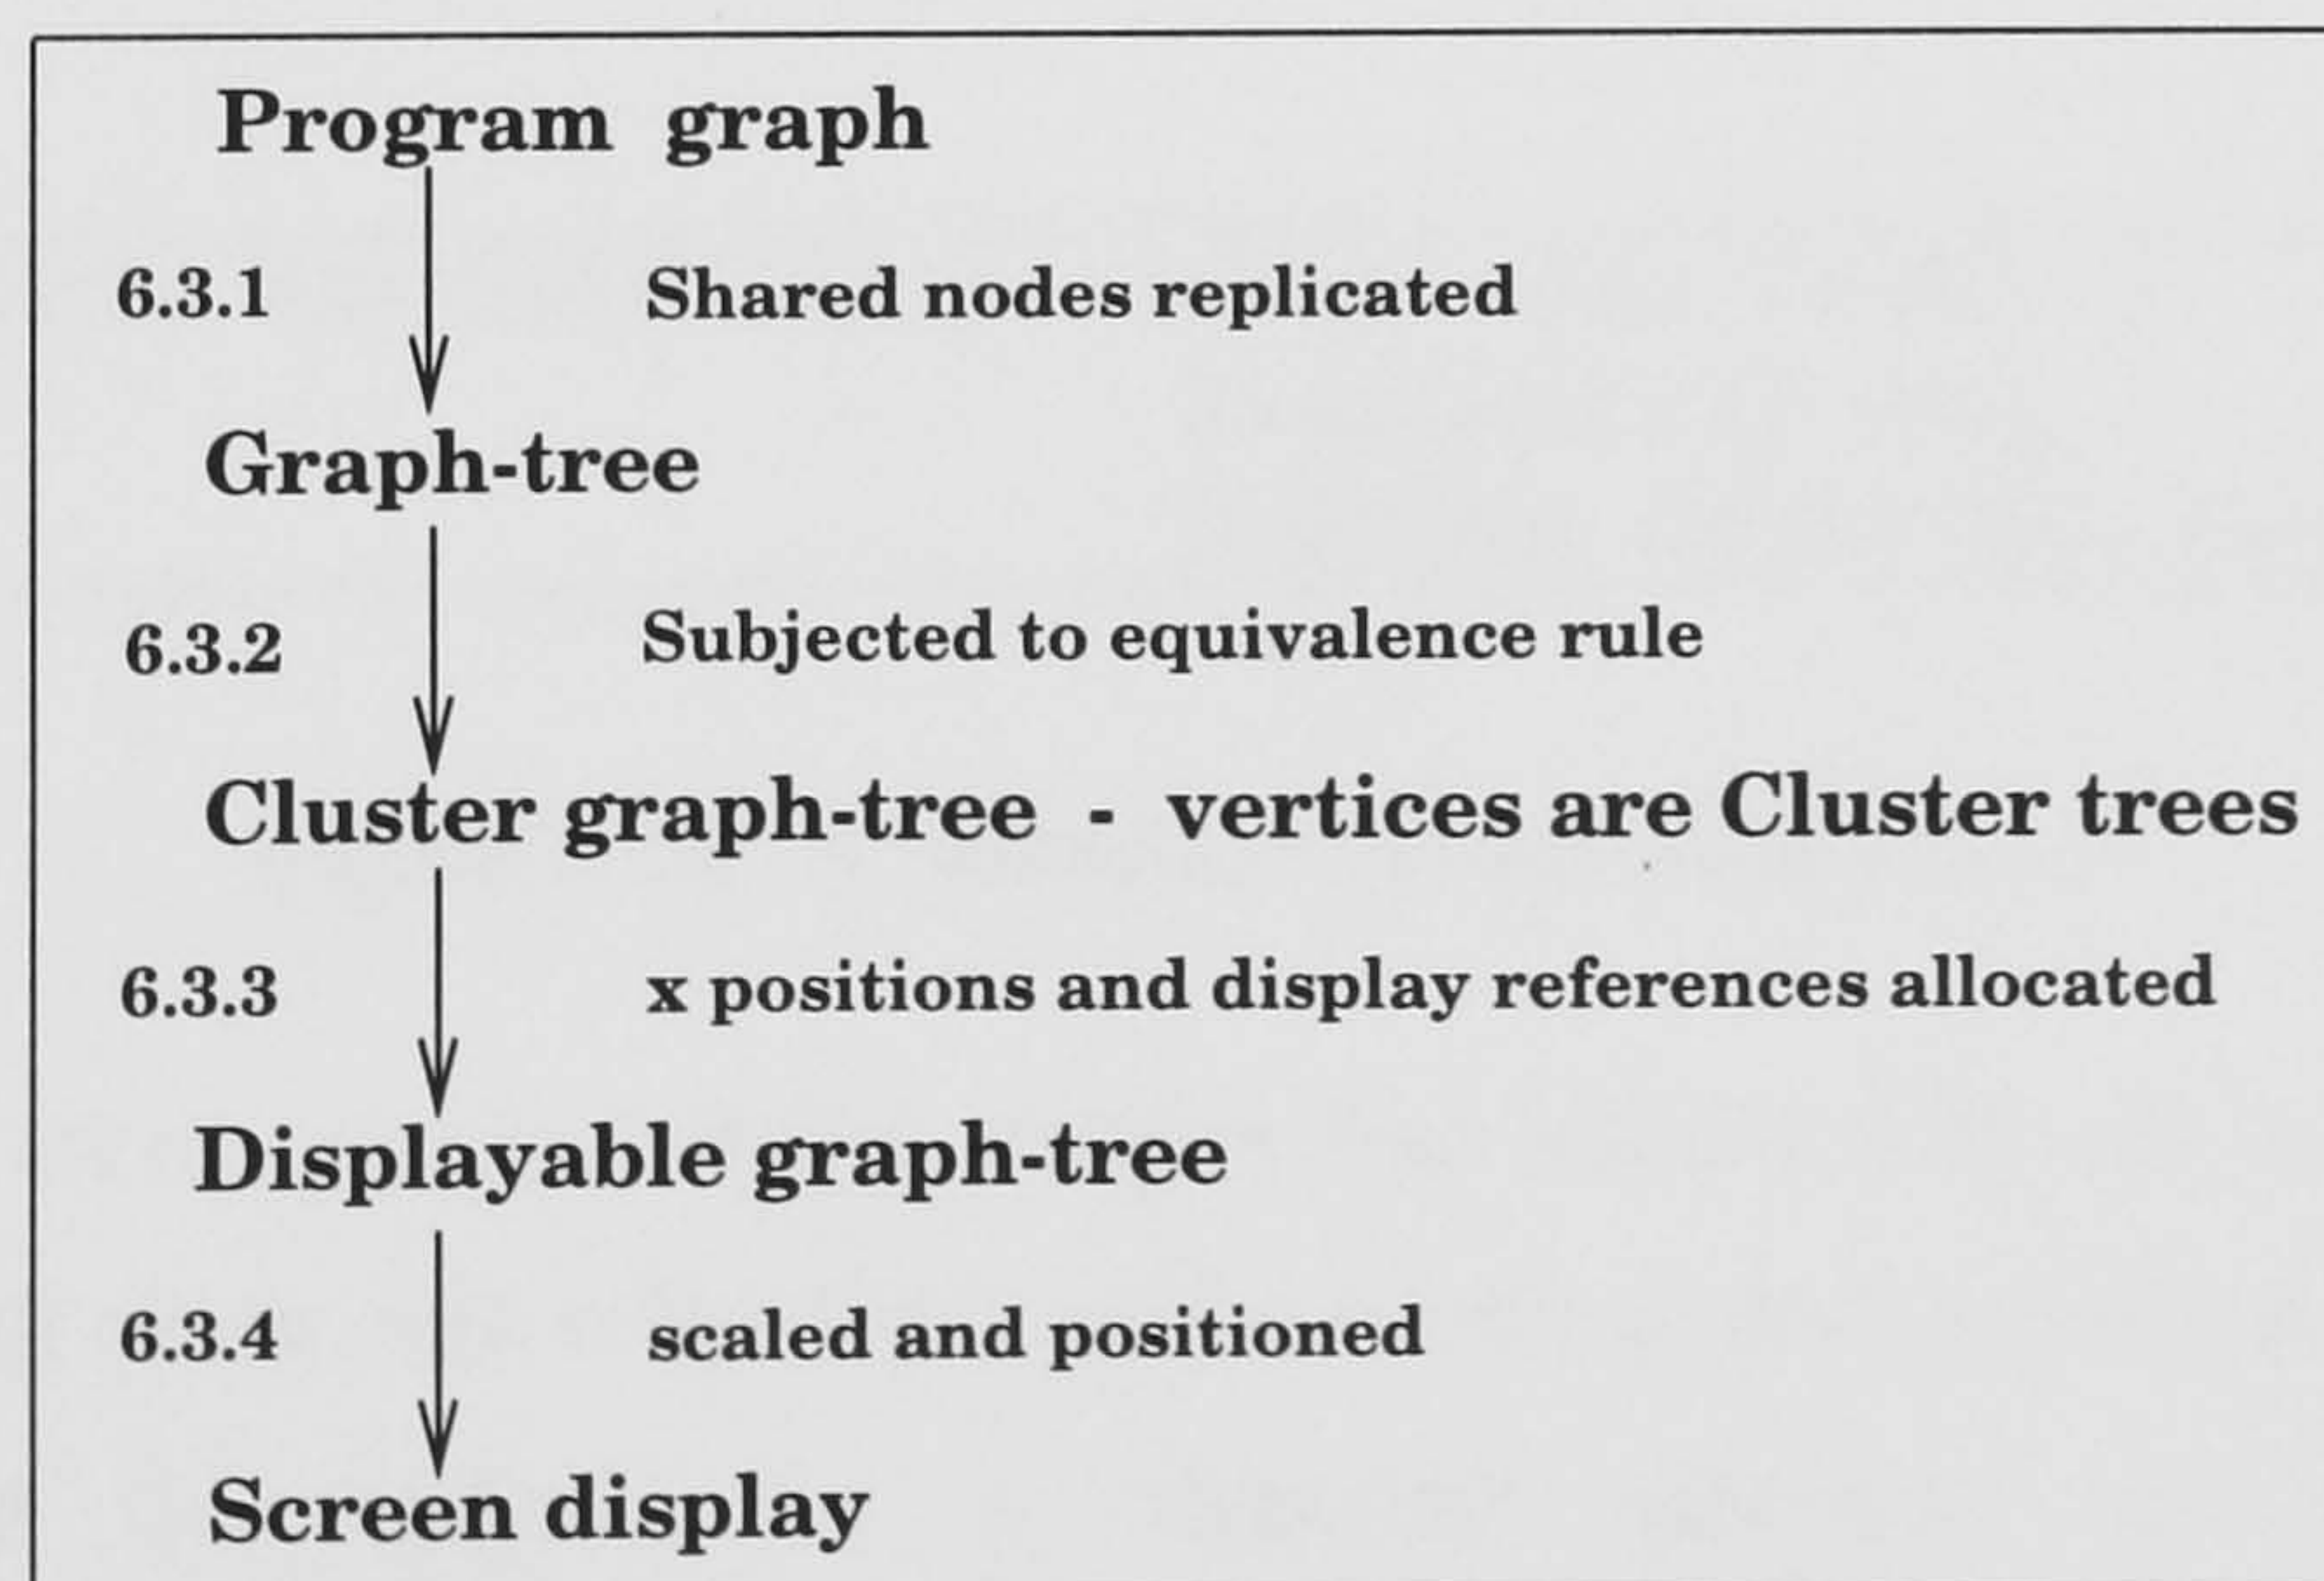 Program graph
6.3.1 Shared nodes replicated
Graph-tree
6.3.2 Subjected to equivalence rule
Cluster graph-tree - vertices are Cluster trees
6.3.3 x positions and display references allocated
Displayable graph-tree
6.3.4 scaled and positioned
Screen display